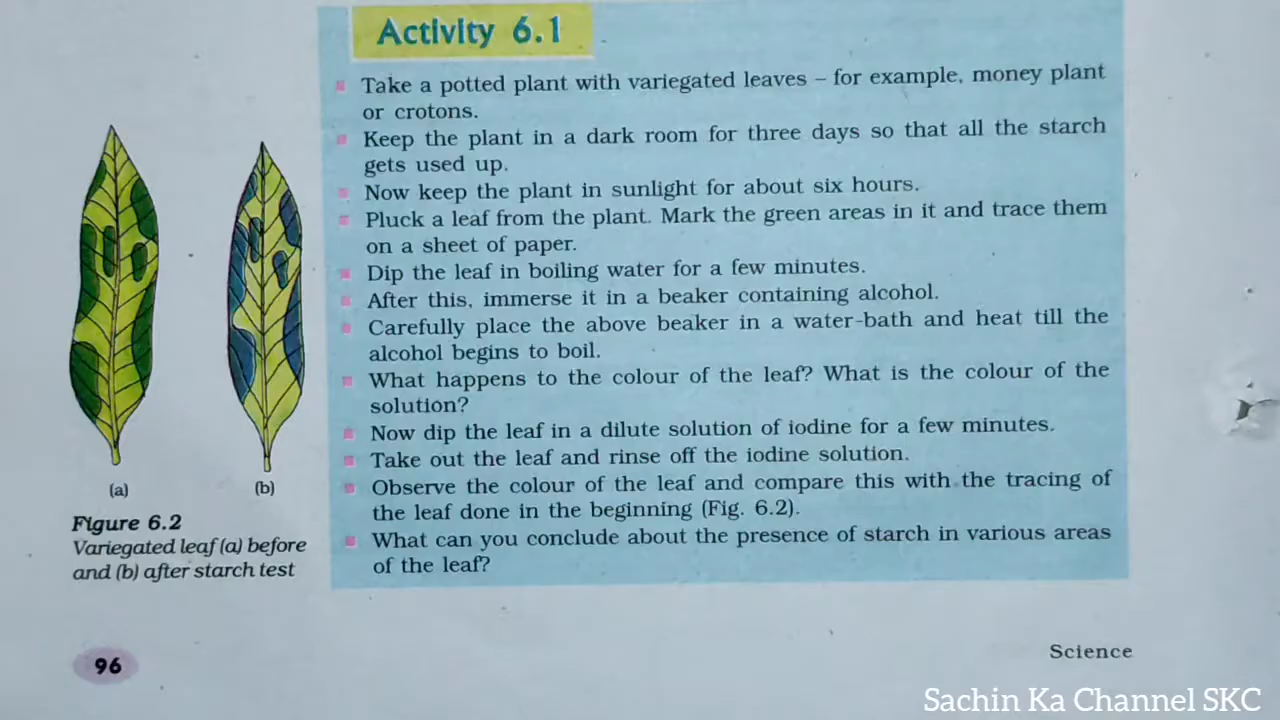 Activity 6.1
Take a potted plant with variegated leaves – for example, money plant
or crotons.
Keep the plant in a dark room for three days so that all the starch
gets used up.
Now keep the plant in sunlight for about six hours.
Pluck a leaf from the plant. Mark the green areas in it and trace them
on a sheet of paper.
Dip the leaf in boiling water for a few minutes.
After this, immerse it in a beaker containing alcohol.
Carefully place the above beaker in a water-bath and heat till the
alcohol begins to boil.
What happens to the colour of the leaf? What is the colour of the
solution?
Now dip the leaf in a dilute solution of iodine for a few minutes.
Take out the leaf and rinse off the iodine solution.
Observe the colour of the leaf and compare this with the tracing of
the leaf done in the beginning (Fig. 6.2).
What can you conclude about the presence of starch in various areas
of the leaf?
(a)
(b)
Figure 6.2
Variegated leaf (a) before
and (b) after starch test
96
Science
Sachin Ka Channel SKC